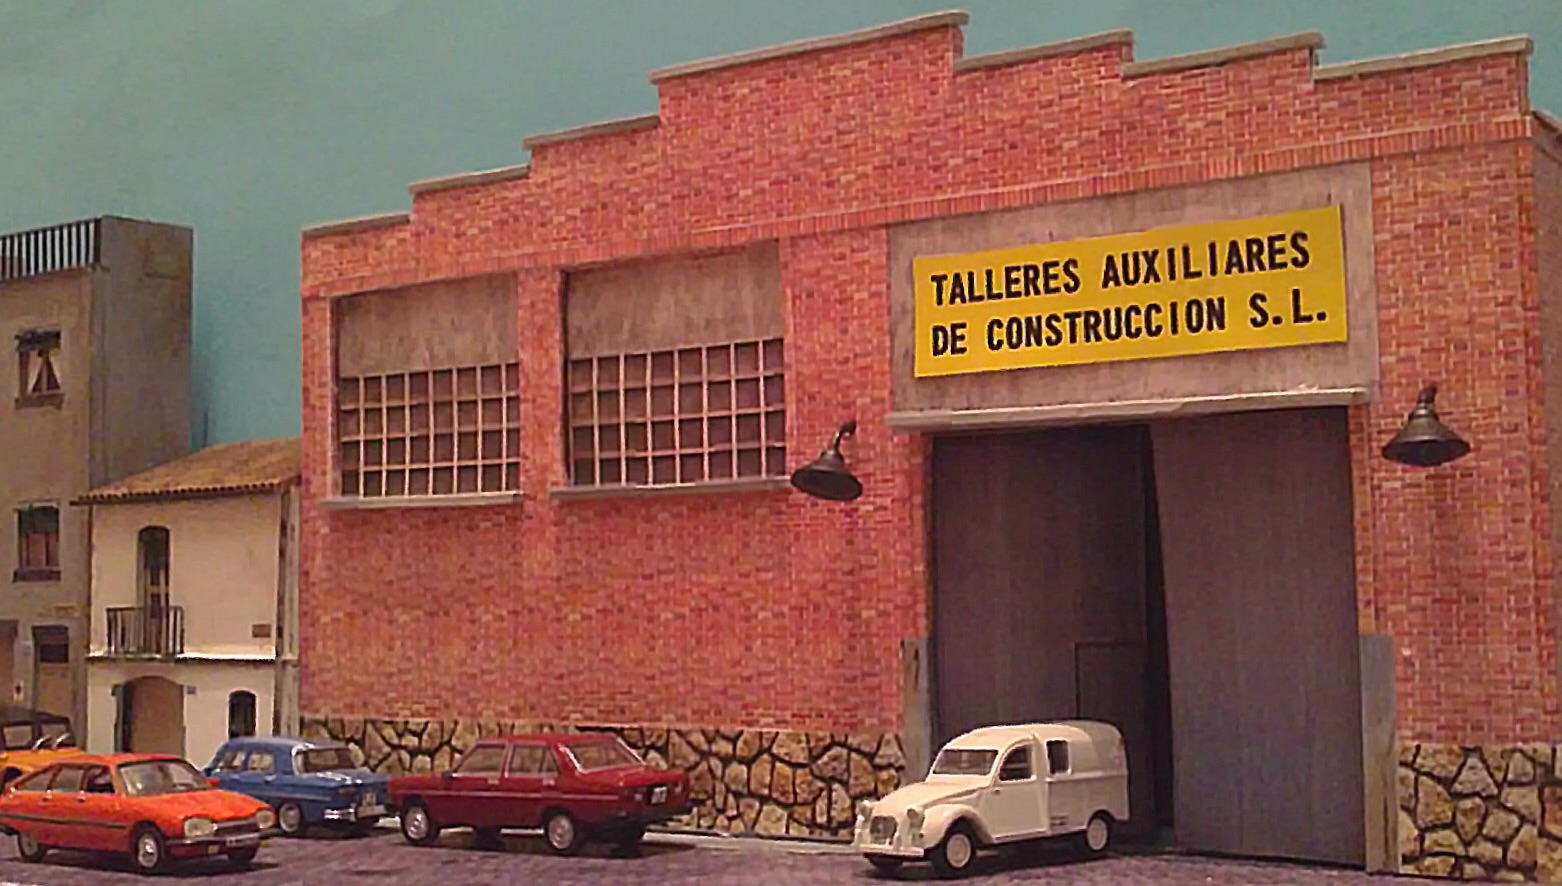 TALLERES AUXILIARES
DE CONSTRUCCION S.L.